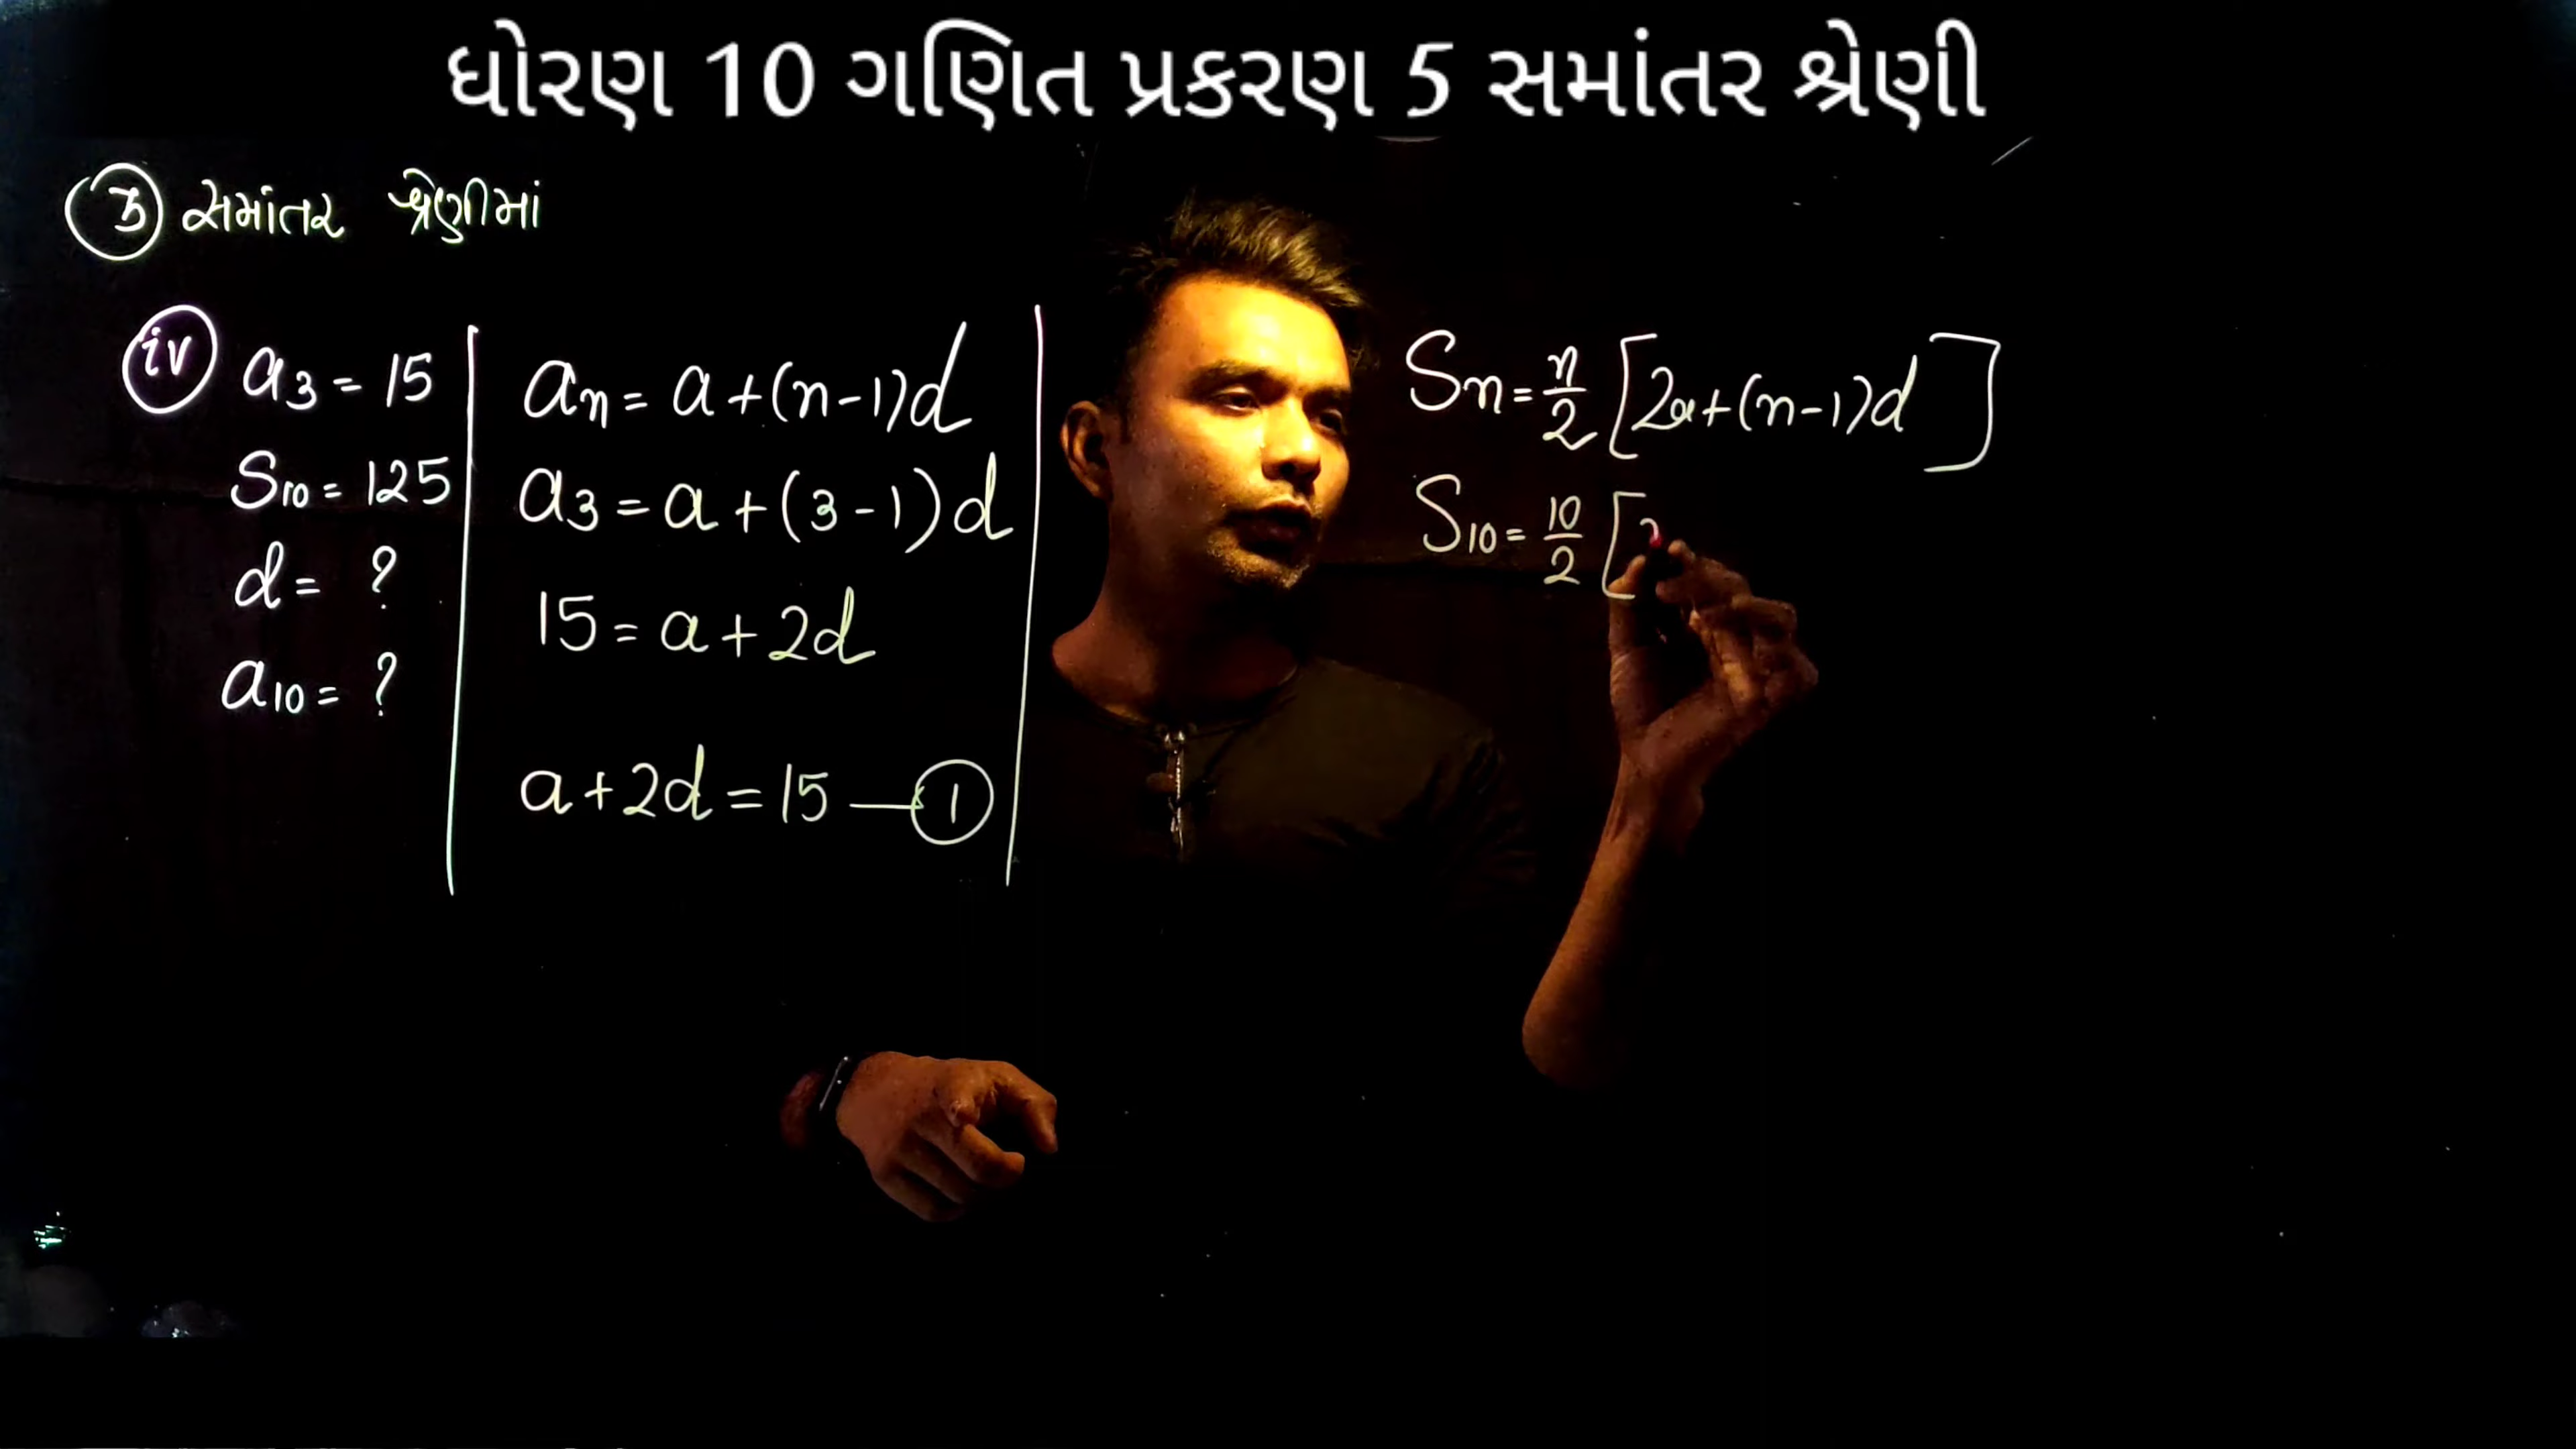 ધોરણ 10 ગણિત પ્રકરણ 5 સમાંતર શ્રેણી
3 સમાંતર શ્રેણીમાં
iv a3 = 15
S10 = 125
d = ?
a10 = ?
an = a + (n-1)d
a3 = a + (3-1)d
15 = a + 2d
a + 2d = 15 — 1
Sn = n/2 [2a + (n-1)d]
S10 = 10/2 [2